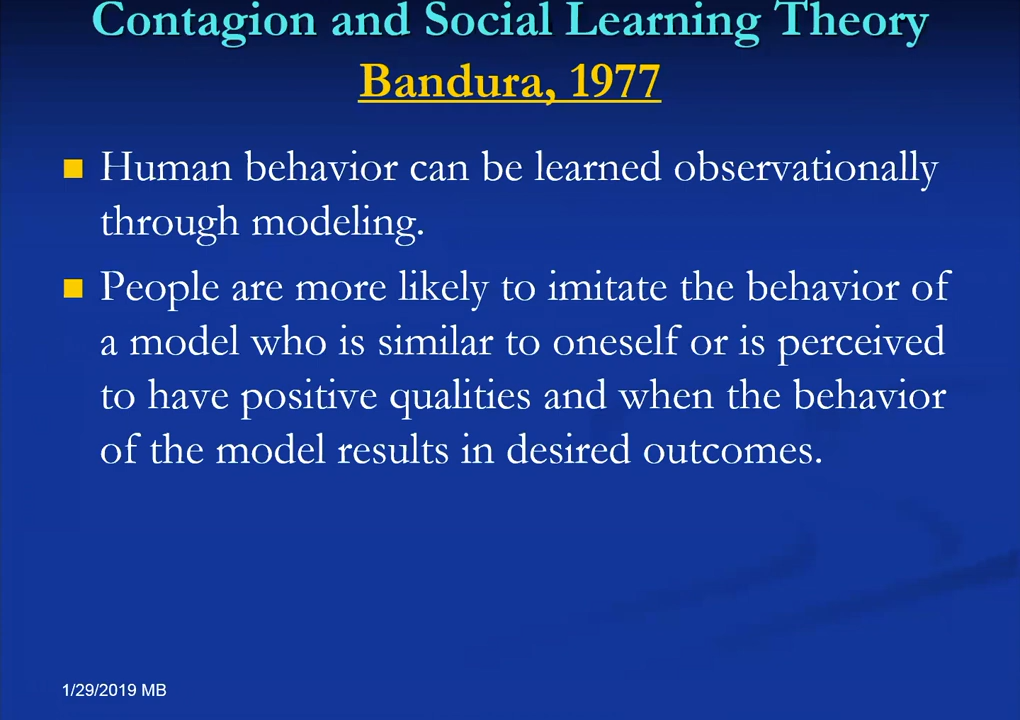 Contagion and Social Learning Theory
Bandura, 1977
Human behavior can be learned observationally
through modeling.
People are more likely to imitate the behavior of
a model who is similar to oneself or is perceived
to have positive qualities and when the behavior
of the model results in desired outcomes.
1/29/2019 MB